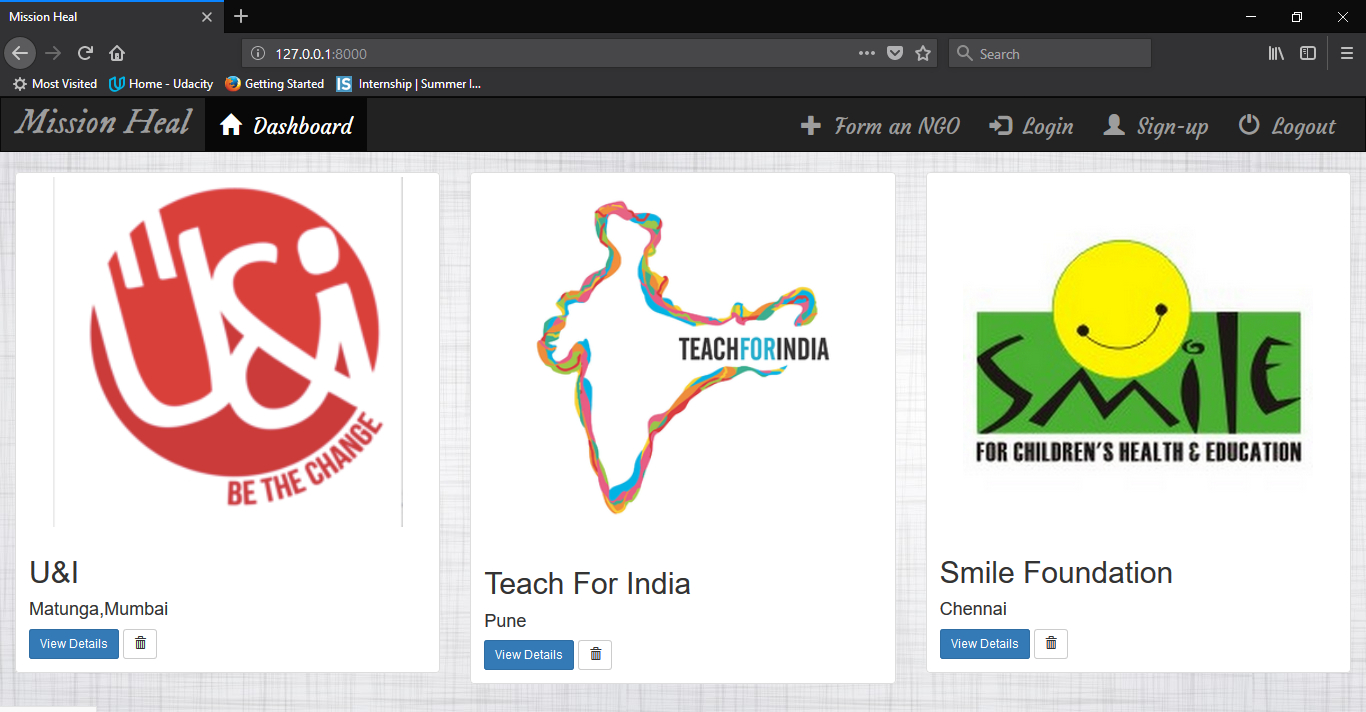 Mission Heal
127.0.0.1:8000
Search
Most Visited
Home - Udacity
Getting Started
IS
Internship | Summer I...
Mission Heal
Dashboard
Form an NGO
Login
Sign-up
Logout
U&i
BE THE CHANGE
TEACHFORINDIA
SMiLE
FOR CHILDREN'S HEALTH & EDUCATION
U&I
Matunga,Mumbai
View Details
Teach For India
Pune
View Details
Smile Foundation
Chennai
View Details